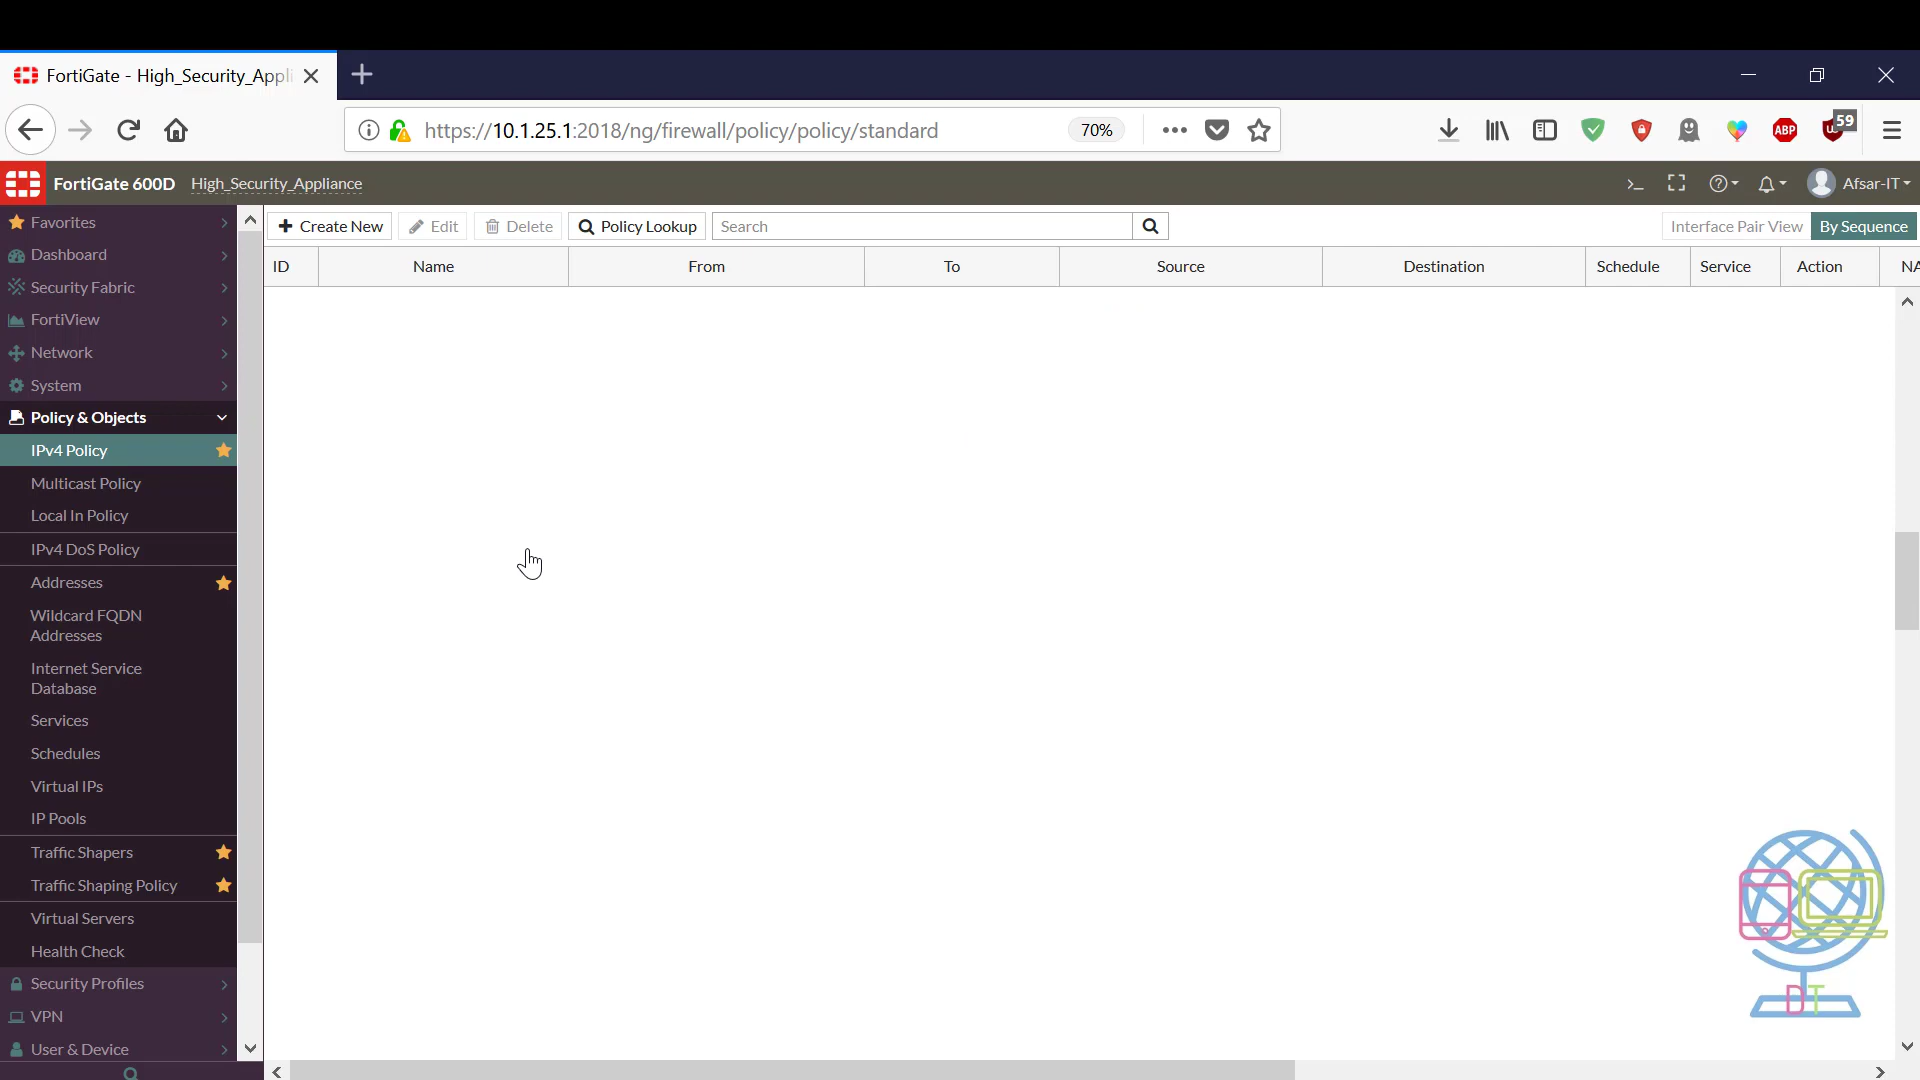 FortiGate - High_Security_Appli
https://10.1.25.1:2018/ng/firewall/policy/policy/standard
70%
ABP
59
FortiGate 600D
High_Security_Appliance
Afsar-IT
Favorites
Dashboard
Security Fabric
FortiView
Network
System
Policy & Objects
IPv4 Policy
Multicast Policy
Local In Policy
IPv4 DoS Policy
Addresses
Wildcard FQDN
Addresses
Internet Service
Database
Services
Schedules
Virtual IPs
IP Pools
Traffic Shapers
Traffic Shaping Policy
Virtual Servers
Health Check
Security Profiles
VPN
User & Device
Create New
Edit
Delete
Policy Lookup
Search
Interface Pair View
By Sequence
ID
Name
From
To
Source
Destination
Schedule
Service
Action
NA
DT